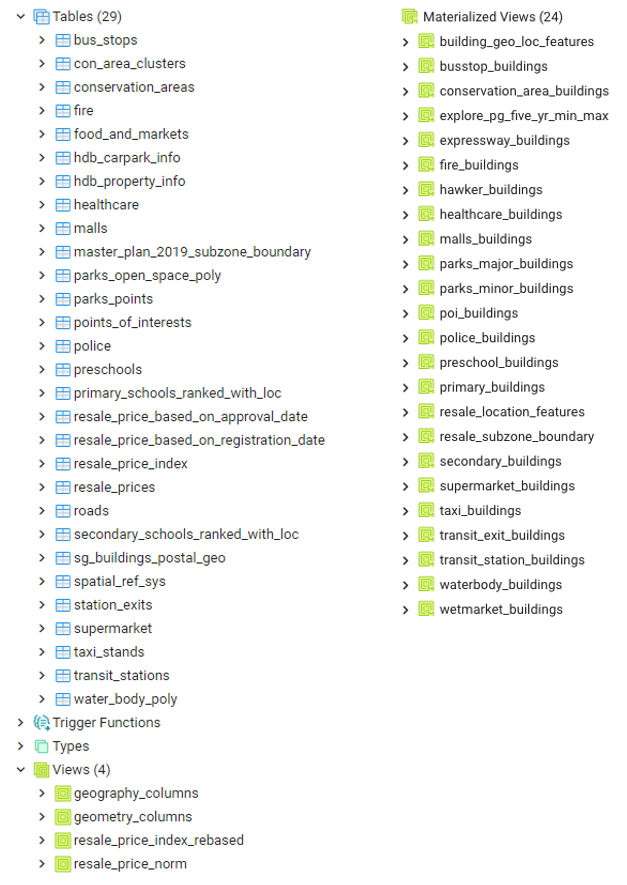 Tables (29)
bus_stops
con_area_clusters
conservation_areas
fire
food_and_markets
hdb_carpark_info
hdb_property_info
healthcare
malls
master_plan_2019_subzone_boundary
parks_open_space_poly
parks_points
points_of_interests
police
preschools
primary_schools_ranked_with_loc
resale_price_based_on_approval_date
resale_price_based_on_registration_date
resale_price_index
resale_prices
roads
secondary_schools_ranked_with_loc
sg_buildings_postal_geo
spatial_ref_sys
station_exits
supermarket
taxi_stands
transit_stations
water_body_poly
Trigger Functions
Types
Views (4)
geography_columns
geometry_columns
resale_price_index_rebased
resale_price_norm
Materialized Views (24)
building_geo_loc_features
busstop_buildings
conservation_area_buildings
explore_pg_five_yr_min_max
expressway_buildings
fire_buildings
hawker_buildings
healthcare_buildings
malls_buildings
parks_major_buildings
parks_minor_buildings
poi_buildings
police_buildings
preschool_buildings
primary_buildings
resale_location_features
resale_subzone_boundary
secondary_buildings
supermarket_buildings
taxi_buildings
transit_exit_buildings
transit_station_buildings
waterbody_buildings
wetmarket_buildings